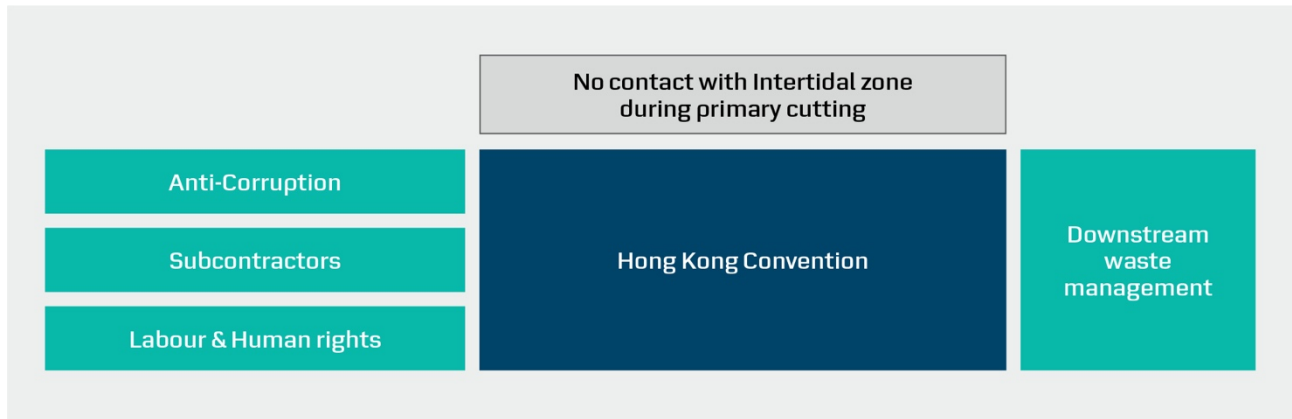 No contact with Intertidal zone
during primary cutting
Anti-Corruption
Subcontractors
Labour & Human rights
Hong Kong Convention
Downstream
waste
management